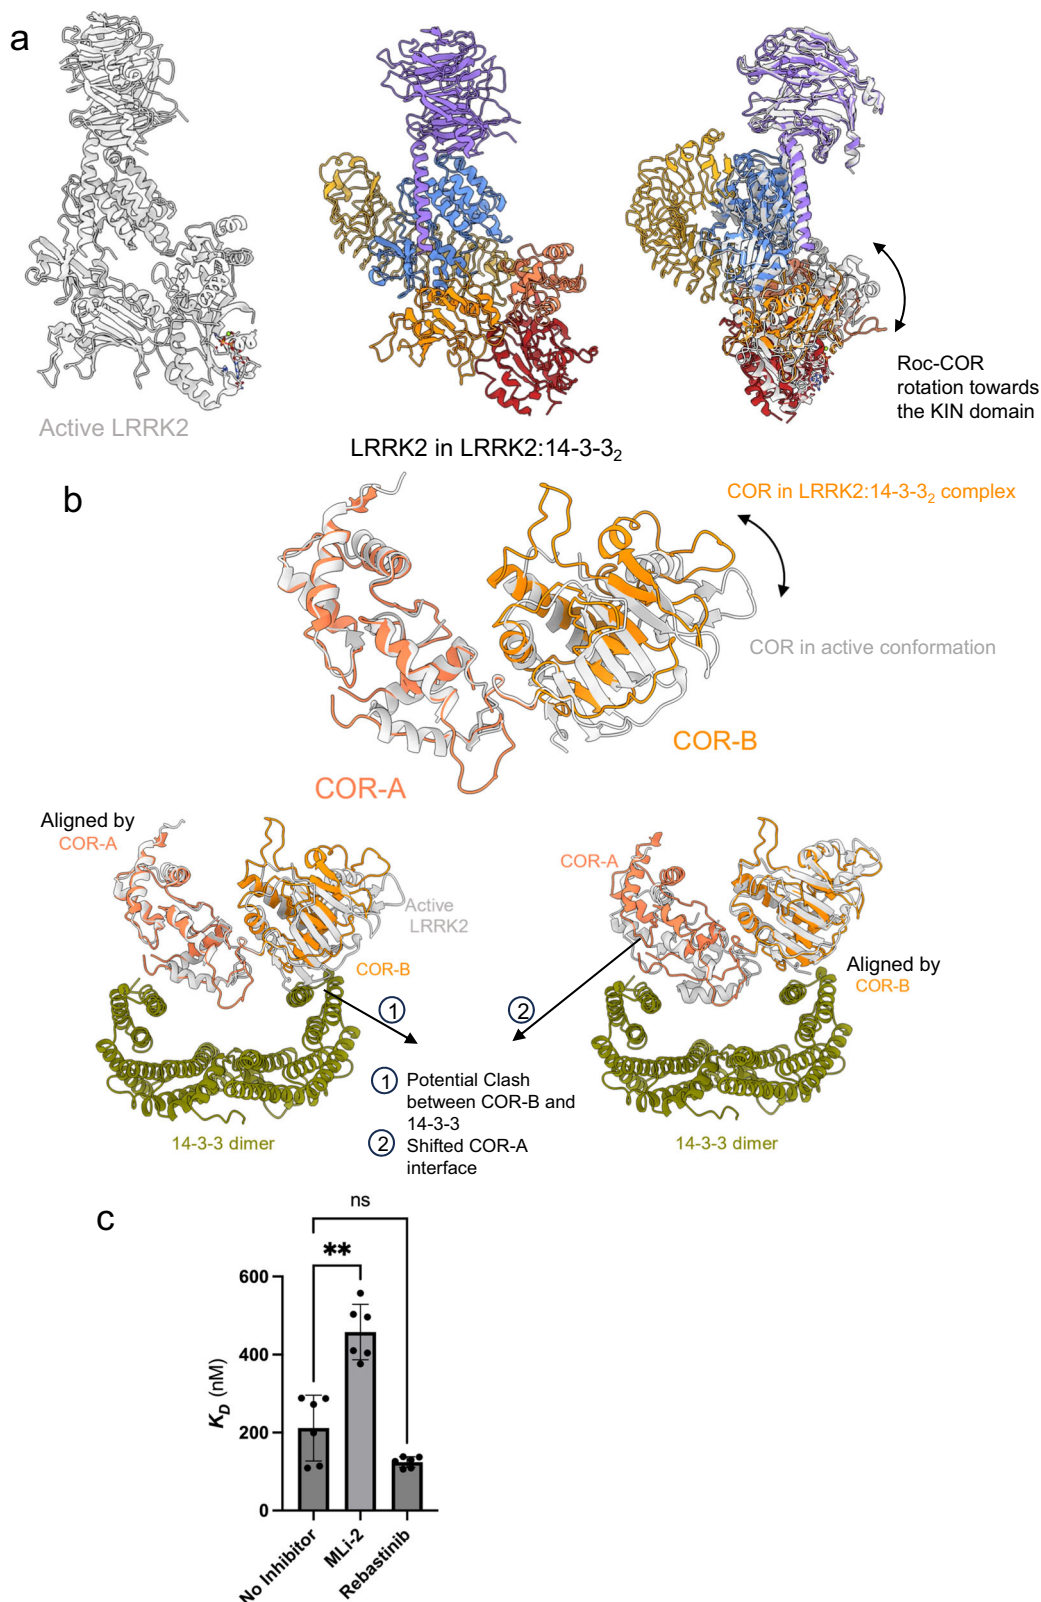 a
Active LRRK2
LRRK2 in LRRK2:14-3-3₂
Roc-COR
rotation towards
the KIN domain
b
COR in LRRK2:14-3-3₂ complex
COR in active conformation
COR-B
COR-A
Aligned by
COR-A
Active
LRRK2
COR-B
1
14-3-3 dimer
COR-A
2
Aligned by
COR-B
14-3-3 dimer
1 Potential Clash
between COR-B and
14-3-3
2 Shifted COR-A
interface
c
ns
**
600
400
200
0
K_D (nM)
No Inhibitor
MLi-2
Rebastinib